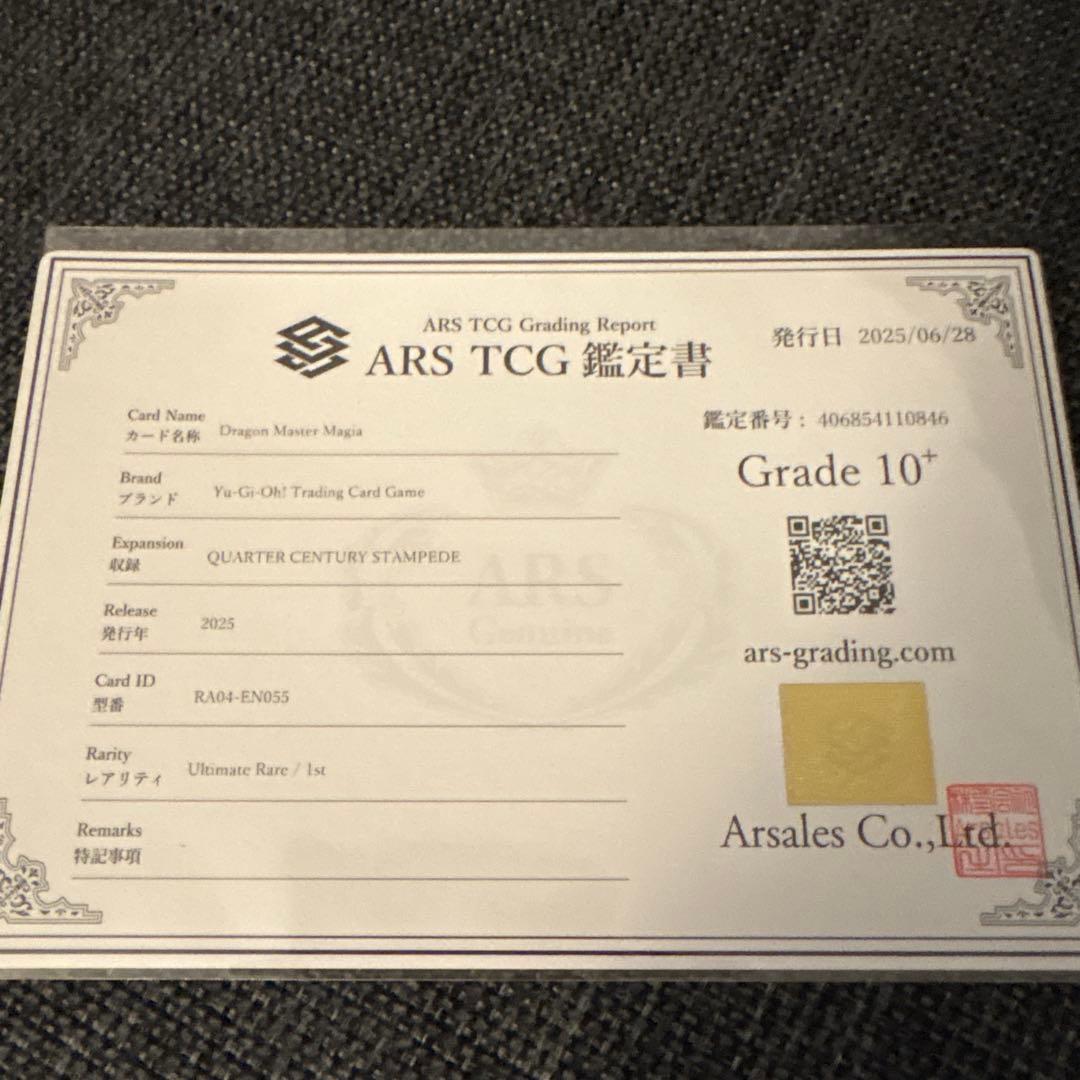 ARS TCG Grading Report
ARS TCG 鑑定書
発行日 2025/06/28
Card Name
カード名称
Dragon Master Magia
Brand
ブランド
Yu-Gi-Oh! Trading Card Game
Expansion
収録
QUARTER CENTURY STAMPEDE
Release
発行年
2025
Card ID
型番
RA04-EN055
Rarity
レアリティ
Ultimate Rare / 1st
Remarks
特記事項
鑑定番号: 406854110846
Grade 10+
ars-grading.com
Arsales Co.,Ltd.
ARS
Genuine